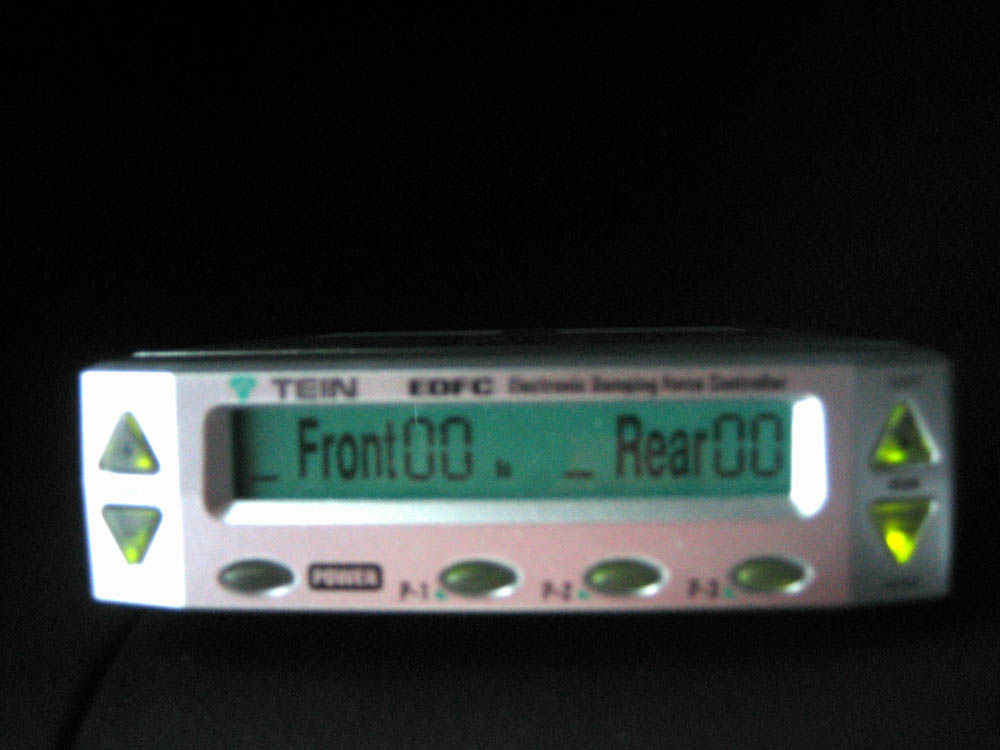 TEIN EDFC Electronic Damping Force Controller
_ Front00 _ Rear00
POWER P-1 P-2 P-3